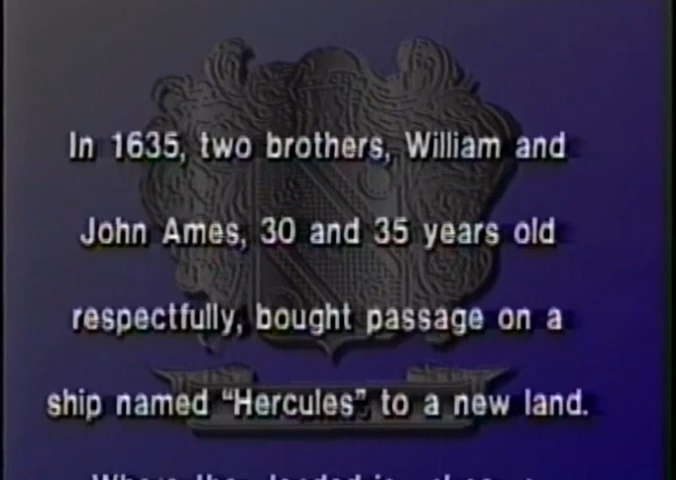 In 1635, two brothers, William and
John Ames, 30 and 35 years old
respectfully, bought passage on a
ship named “Hercules” to a new land.